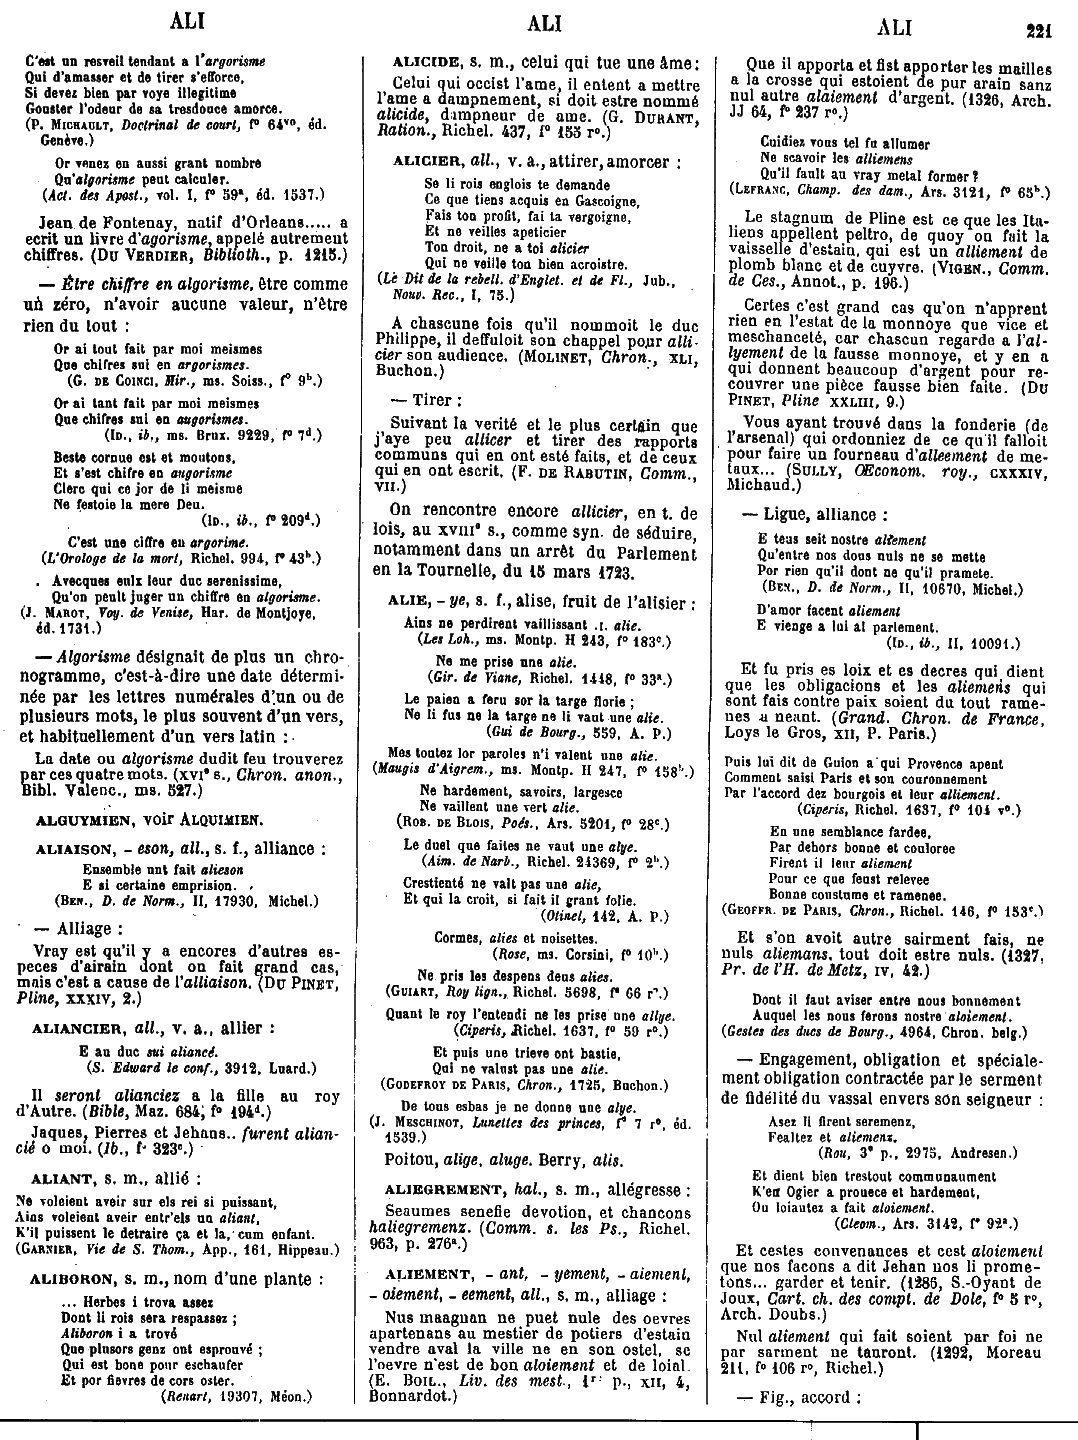 ALI
ALI
ALI
221
C'est un resveil tendant a l'argorisme
Qui d'amasser et de tirer s'efforce,
Si devez bien par voye illegitime
Gouster l'odeur de sa tresdouce amorce.
(P. MICHAULT, Doctrinal de court, f° 64vo, éd.
Genève.)
Or venez en aussi grant nombre
Qu'algorisme peut calculer.
(Act. des Apost., vol. I, f° 59ª, éd. 1537.)
Jean de Fontenay, natif d'Orleans..... a
ecrit un livre d'agorisme, appelé autrement
chiffres. (DU VERDIER, Biblioth., p. 1215.)
— Être chiffre en algorisme, être comme
un zéro, n'avoir aucune valeur, n'être
rien du tout :
Or ai tout fait par moi meismes
Que chifres sui en argorismes.
(G. DE COINCI, Mir., ms. Soiss., f° 9b.)
Or ai tant fait par moi meismes
Que chifres sui en augorismes.
(ID., ib., ms. Brux. 9229, f° 7d.)
Beste cornue est et moutons,
Et s'est chifre en augorisme
Clerc qui ce jor de li meisme
Ne festoie la mere Deu.
(ID., ib., f° 209d.)
C'est une ciffre en argorime.
(L'Orologe de la mort, Richel. 994, f° 43b.)
Avecques eulx leur duc serenissime,
Qu'on peult juger un chiffre en algorisme.
(J. MAROT, Voy. de Venise, Har. de Montjoye,
éd. 1731.)
— Algorisme désignait de plus un chro-
nogramme, c'est-à-dire une date détermi-
née par les lettres numérales d'un ou de
plusieurs mots, le plus souvent d'un vers,
et habituellement d'un vers latin :
La date ou algorisme dudit feu trouverez
par ces quatre mots. (XVIe s., Chron. anon.,
Bibl. Valenc., ms. 527.)
ALGUYMIEN, voir ALQUIMIEN.
ALIAISON, - eson, all., s. f., alliance :
Ensemble unt fait alieson
E si certaine emprision.
(BEN., D. de Norm., II, 17930, Michel.)
— Alliage :
Vray est qu'il y a encores d'autres es-
peces d'airain dont on fait grand cas,
mais c'est a cause de l'alliaison. (DU PINET,
Pline, XXXIV, 2.)
ALIANCIER, all., v. a., allier :
E au duc sui aliancé.
(S. Edward le conf., 3912, Luard.)
Il seront alianciez a la fille au roy
d'Autre. (Bible, Maz. 684, f° 194d.)
Jaques, Pierres et Jehans.. furent alian-
cié o moi. (Ib., f° 323c.)
ALIANT, s. m., allié :
Ne voleient aveir sur els rei si puissant,
Ains voleient aveir entr'els un aliant,
K'il puissent le detraire ça et la, cum enfant.
(GARNIER, Vie de S. Thom., App., 161, Hippeau.)
ALIBORON, s. m., nom d'une plante :
... Herbes i trova assez
Dont li rois sera respassez ;
Aliboron i a trové
Que plusors genz ont esprouvé ;
Qui est bone pour eschaufer
Et por fievres de cors oster.
(Renart, 19307, Méon.)
ALICIDE, s. m., celui qui tue une âme :
Celui qui occist l'ame, il entent a mettre
l'ame a dampnement, si doit estre nommé
alicide, dampneur de ame. (G. DURANT,
Ration., Richel. 437, f° 153 r°.)
ALICIER, all., v. a., attirer, amorcer :
Se li rois englois te demande
Ce que tiens acquis en Gascoigne,
Fais ton profit, fai ta vergoigne,
Et ne veilles apeticier
Ton droit, ne a toi alicier
Qui ne veille ton bien acroistre.
(Le Dit de la rebell. d'Englet. et de Fl., Jub.,
Nouv. Rec., I, 75.)
A chascune fois qu'il nommoit le duc
Philippe, il deffuloit son chappel pour alli-
cier son audience. (MOLINET, Chron., XLI,
Buchon.)
— Tirer :
Suivant la verité et le plus certain que
j'aye peu allicer et tirer des rapports
communs qui en ont esté faits, et de ceux
qui en ont escrit. (F. DE RABUTIN, Comm.,
VII.)
On rencontre encore allicier, en t. de
lois, au XVIIIe s., comme syn. de séduire,
notamment dans un arrêt du Parlement
en la Tournelle, du 15 mars 1723.
ALIE, - ye, s. f., alise, fruit de l'alisier :
Ains ne perdirent vaillissant .I. alie.
(Les Loh., ms. Montp. H 243, f° 183c.)
Ne me prise une alie.
(Gir. de Viane, Richel. 1448, f° 33ª.)
Le paien a feru sor la targe florie ;
Ne li fus ne la targe ne li vaut une alie.
(Gui de Bourg., 559, A. P.)
Mes toutez lor paroles n'i valent une alie.
(Maugis d'Aigrem., ms. Montp. H 247, f° 158b.)
Ne hardement, savoirs, largesce
Ne vaillent une vert alie.
(ROB. DE BLOIS, Poés., Ars. 5201, f° 28c.)
Le duel que faites ne vaut une alye.
(Aim. de Narb., Richel. 24369, f° 2b.)
Crestienté ne valt pas une alie,
Et qui la croit, si fait il grant folie.
(Otinel, 142, A. P.)
Cormes, alies et noisettes.
(Rose, ms. Corsini, f° 10b.)
Ne pris les despens deus alies.
(GUIART, Roy. lign., Richel. 5698, f° 66 r°.)
Quant le roy l'entendi ne les prise une allye.
(Ciperis, Richel. 1637, f° 59 r°.)
Et puis une trieve ont bastie,
Qui ne valust pas une alie.
(GODEFROY DE PARIS, Chron., 1725, Buchon.)
De tous esbas je ne donne une alye.
(J. MESCHINOT, Lunettes des princes, f° 7 r°, éd.
1539.)
Poitou, alige, aluge. Berry, alis.
ALIEGREMENT, hal., s. m., allégresse :
Seaumes senefie devotion, et chancons
haliegremenz. (Comm. s. les Ps., Richel.
963, p. 276ª.)
ALIEMENT, - ant, - yement, - aiement,
- oiement, - eement, all., s. m., alliage :
Nus maagnan ne puet nule des oevres
apartenans au mestier de potiers d'estain
vendre aval la ville ne en son ostel, se
l'oevre n'est de bon aloiement et de loial.
(E. BOIL., Liv. des mest., 1re p., XII, 4,
Bonnardot.)
Que il apporta et fist apporter les mailles
a la crosse qui estoient de pur arain sanz
nul autre alaiement d'argent. (1326, Arch.
JJ 64, f° 237 r°.)
Cuidiez vous tel fu allumer
Ne scavoir les alliemens
Qu'il fault au vray metal former ?
(LEFRANC, Champ. des dam., Ars. 3121, f° 65b.)
Le stagnum de Pline est ce que les Ita-
liens appellent peltro, de quoy on fait la
vaisselle d'estain, qui est un alliement de
plomb blanc et de cuyvre. (VIGEN., Comm.
de Ces., Annot., p. 196.)
Certes c'est grand cas qu'on n'apprent
rien en l'estat de la monnoye que vice et
meschanceté, car chascun regarde a l'al-
lyement de la fausse monnoye, et y en a
qui donnent beaucoup d'argent pour re-
couvrer une pièce fausse bien faite. (DU
PINET, Pline XXLIII, 9.)
Vous ayant trouvé dans la fonderie (de
l'arsenal) qui ordonniez de ce qu'il falloit
pour faire un fourneau d'alleement de me-
taux... (SULLY, Œconom. roy., CXXXIV,
Michaud.)
— Ligue, alliance :
E teus seit nostre aliement
Qu'entre nos dous nuls ne se mette
Por rien qu'il dont ne qu'il pramete.
(BEN., D. de Norm., II, 10670, Michel.)
D'amor facent aliement
E vienge a lui al parlement.
(ID., ib., II, 10091.)
Et fu pris es loix et es decres qui dient
que les obligacions et les aliemens qui
sont fais contre paix soient du tout rame-
nes a neant. (Grand. Chron. de France,
Loys le Gros, XII, P. Paris.)
Puis lui dit de Guion a qui Provence apent
Comment saisi Paris et son couronnement
Par l'accord dez bourgois et leur alliement.
(Ciperis, Richel. 1637, f° 104 v°.)
En une semblance fardee,
Par dehors bonne et couloree
Firent il leur aliement
Pour ce que feust relevee
Bonne coustume et ramenee.
(GEOFFR. DE PARIS, Chron., Richel. 146, f° 153c.)
Et s'on avoit autre sairment fais, ne
nuls aliemans, tout doit estre nuls. (1327,
Pr. de l'H. de Metz, IV, 42.)
Dont il faut aviser entre nous bonnement
Auquel les nous ferons nostre aloiement.
(Gestes des ducs de Bourg., 4964, Chron. belg.)
— Engagement, obligation et spéciale-
ment obligation contractée par le serment
de fidélité du vassal envers son seigneur :
Asez li firent seremenz,
Fealtez et aliemenz.
(Rou, 3e p., 2975, Andresen.)
Et dient bien trestout communaument
K'en Ogier a prouece et hardement,
Ou loiautez a fait aloiement.
(Cleom., Ars. 3142, f° 92ª.)
Et cestes convenances et cest aloiement
que nos facons a dit Jehan nos li prome-
tons... garder et tenir. (1285, S.-Oyant de
Joux, Cart. ch. des compt. de Dole, f° 5 r°,
Arch. Doubs.)
Nul aliement qui fait soient par foi ne
par sarment ne tauront. (1292, Moreau
211, f° 106 r°, Richel.)
— Fig., accord :